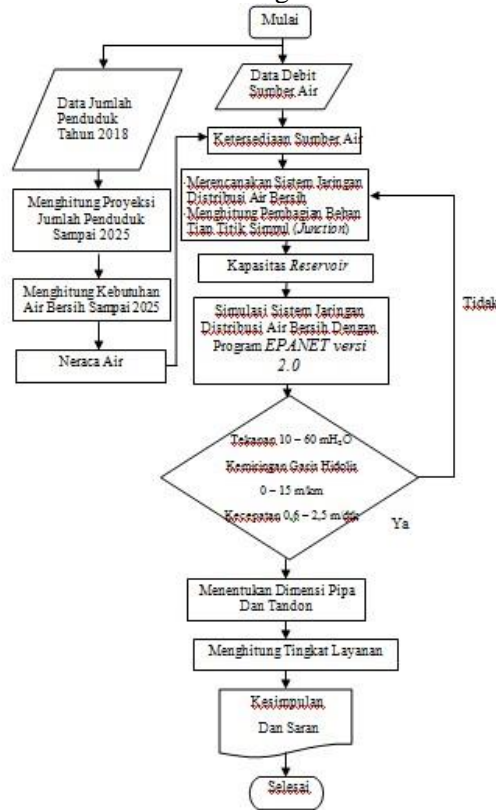 Mulai
Data Jumlah
Penduduk
Tahun 2018
Menghitung Proyeksi
Jumlah Penduduk
Sampai 2025
Menghitung Kebutuhan
Air Bersih Sampai 2025
Neraca Air
Data Debit
Sumber Air
Ketersediaan Sumber Air
- Merencanakan Sistem Jaringan
Distribusi Air Bersih
- Menghitung Pembagian Beban
Tian Titik Simpul (Junction)
Kapasitas Reservoir
Simulasi Sistem Jaringan
Distribusi Air Bersih Dengan
Program EPANET versi
2.0
Tidak
Tekanan 10 – 60 mH₂O
Kemiringan Gasis Hidolis
0 – 15 m/km
Kecepatan 0,6 – 2,5 m/dtk
Ya
Menentukan Dimensi Pipa
Dan Tandon
Menghitung Tingkat Layanan
Kesimpulan
Dan Saran
Selesai